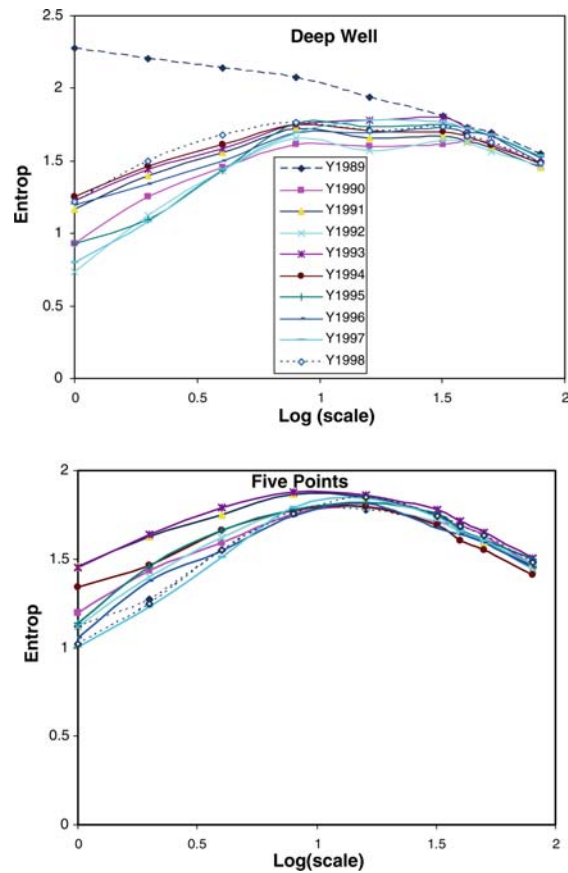 Deep Well
2.5
2
1.5
1
0.5
0
Entrop
Y1989
Y1990
Y1991
Y1992
Y1993
Y1994
Y1995
Y1996
Y1997
Y1998
0 0.5 1 1.5 2
Log (scale)
Five Points
2
1.5
1
0.5
0
Entrop
0 0.5 1 1.5 2
Log(scale)